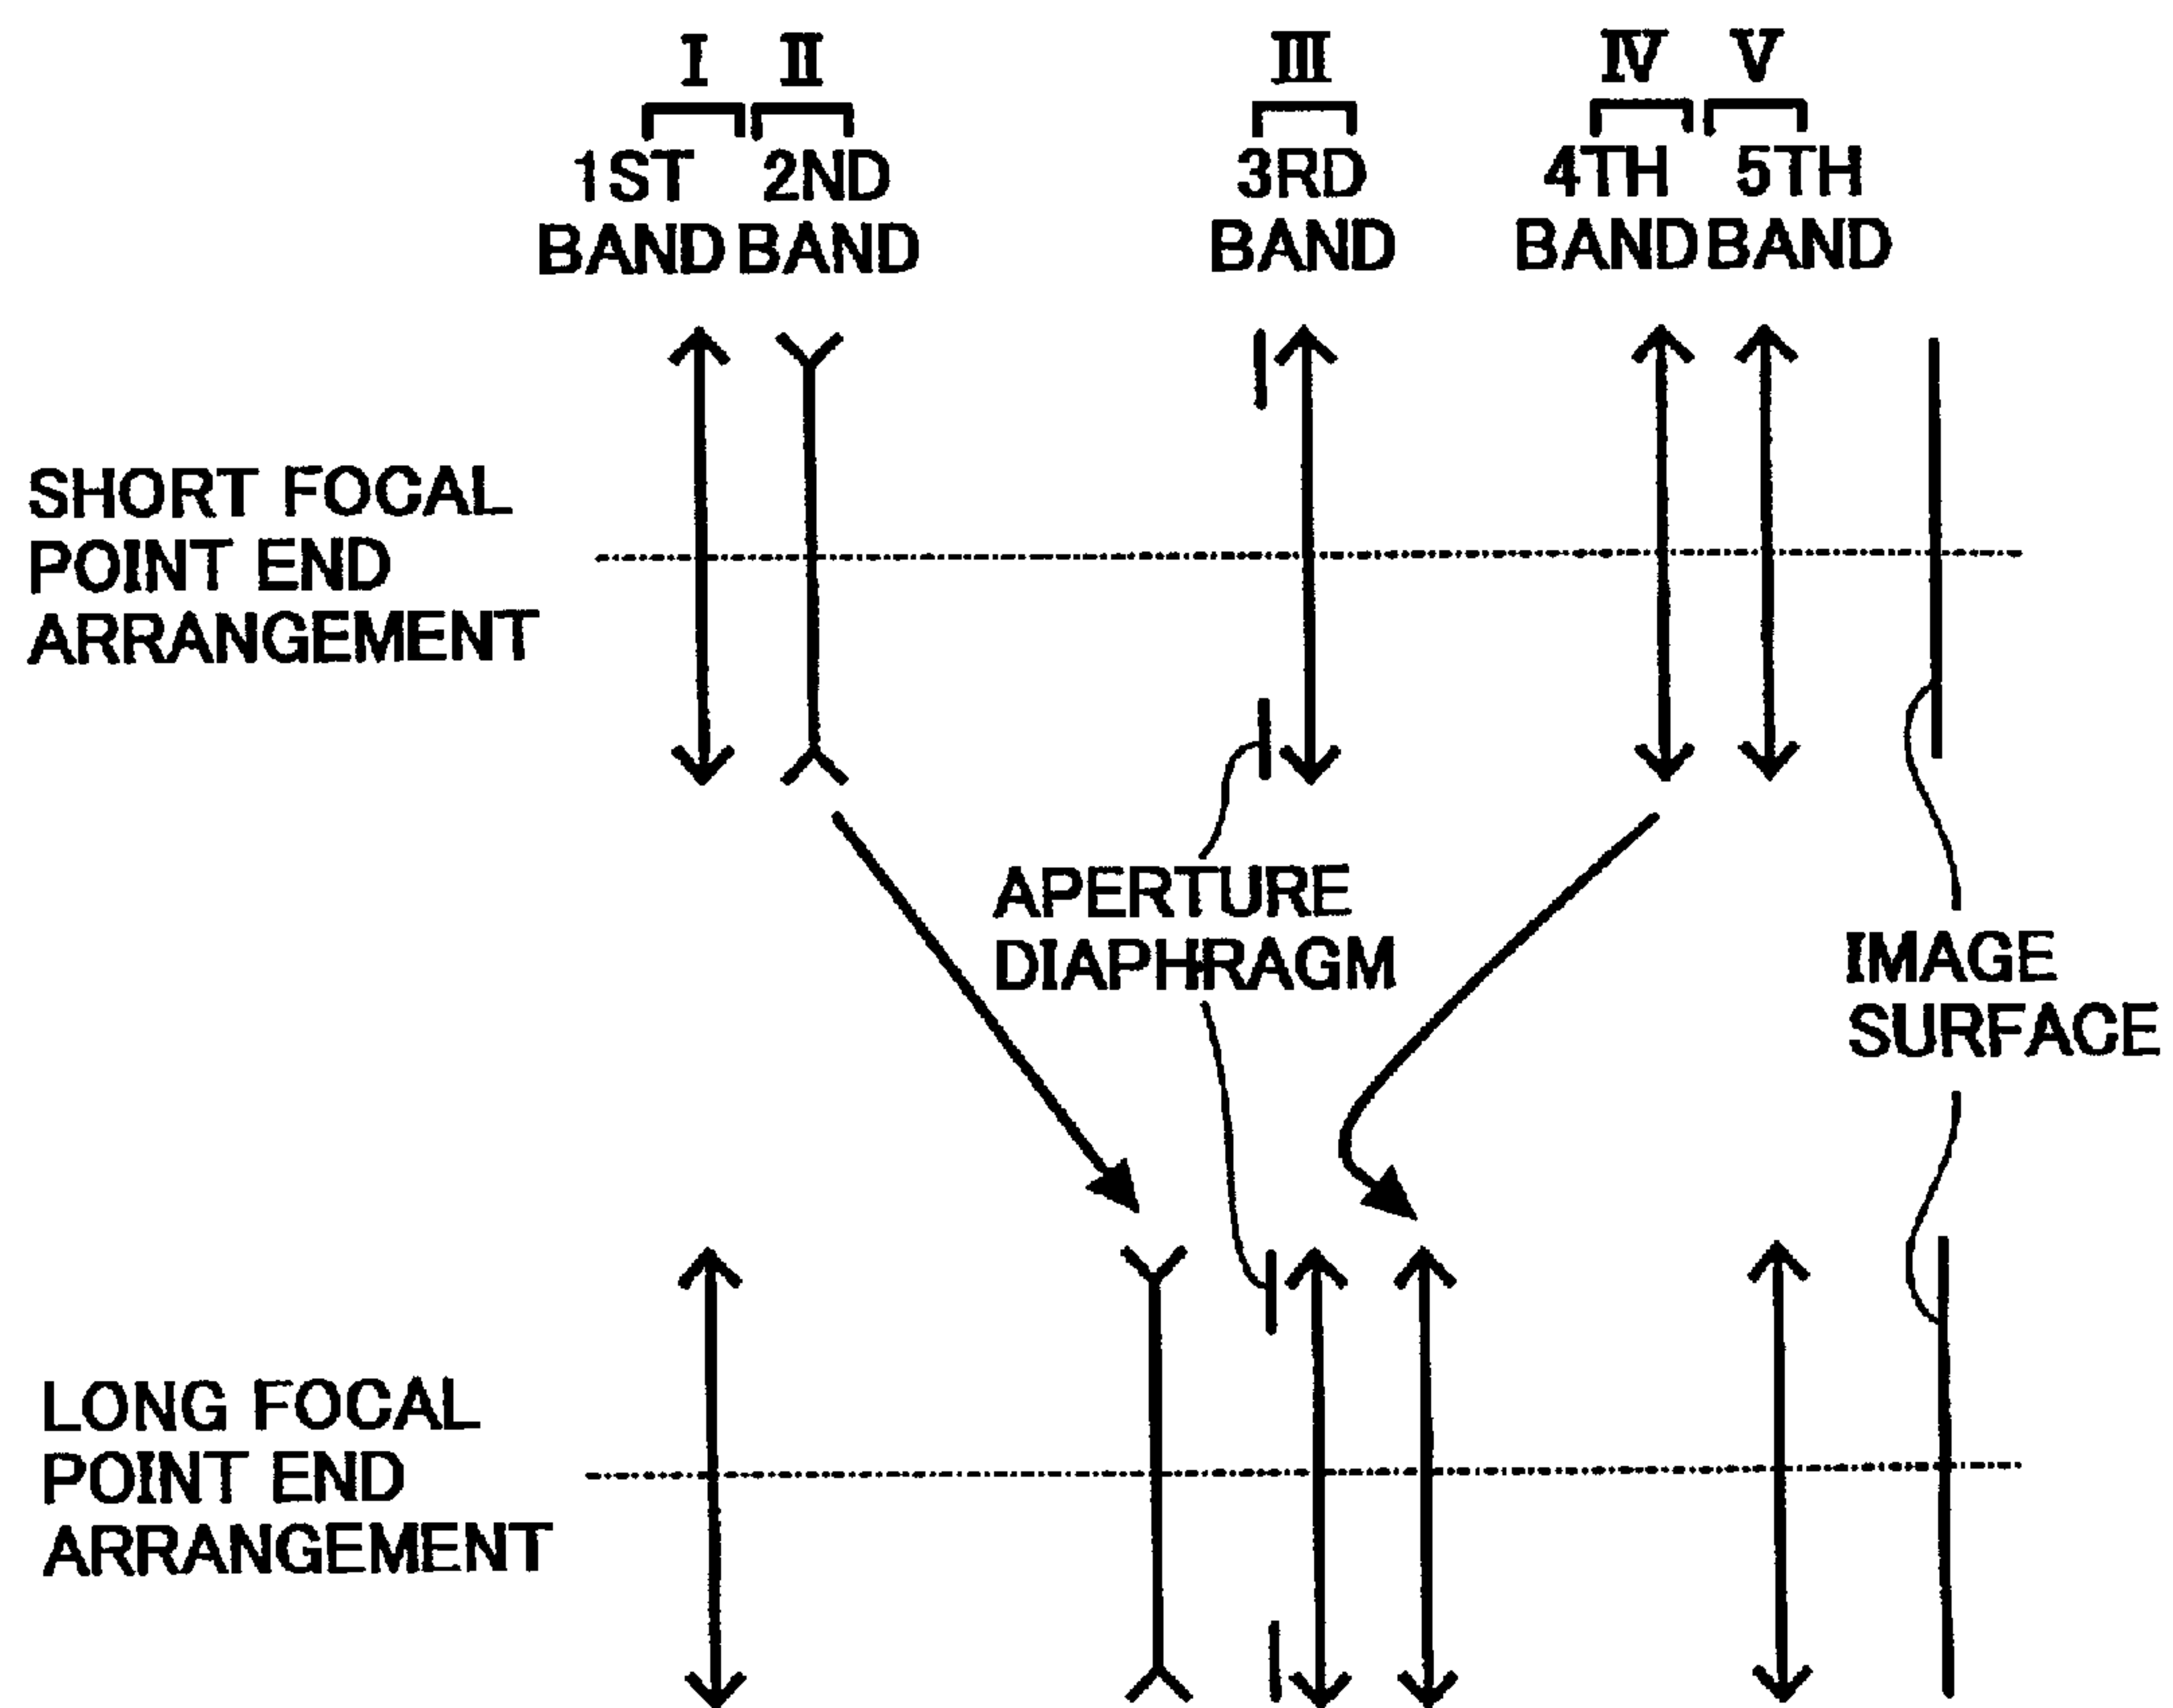 I II III IV V
1ST 2ND 3RD 4TH 5TH
BAND BAND BAND BAND BAND
SHORT FOCAL
POINT END
ARRANGEMENT
APERTURE
DIAPHRAGM
IMAGE
SURFACE
LONG FOCAL
POINT END
ARRANGEMENT